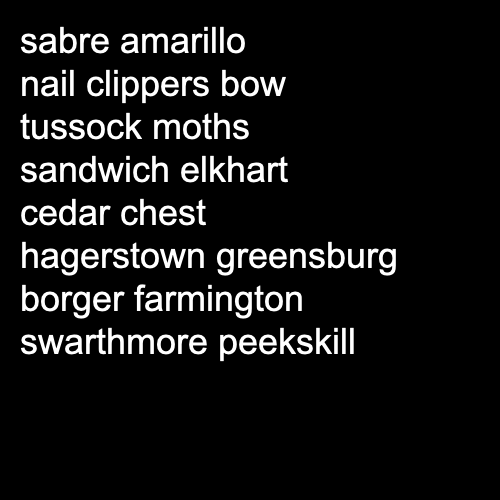 sabre amarillo
nail clippers bow
tussock moths
sandwich elkhart
cedar chest
hagerstown greensburg
borger farmington
swarthmore peekskill